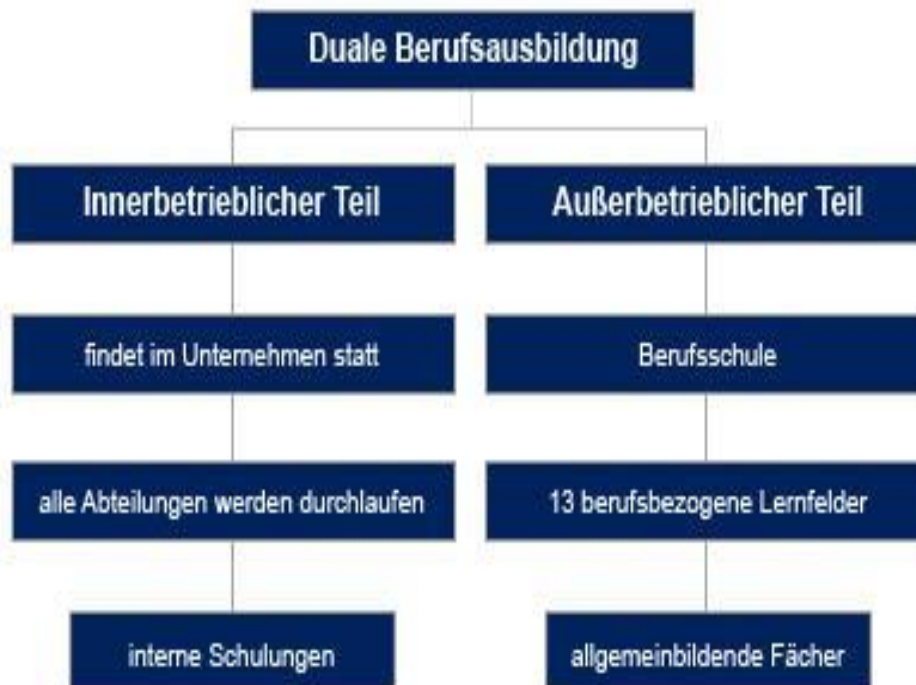 Duale Berufsausbildung
Innerbetrieblicher Teil
Außerbetrieblicher Teil
findet im Unternehmen statt
Berufsschule
alle Abteilungen werden durchlaufen
13 berufsbezogene Lernfelder
interne Schulungen
allgemeinbildende Fächer